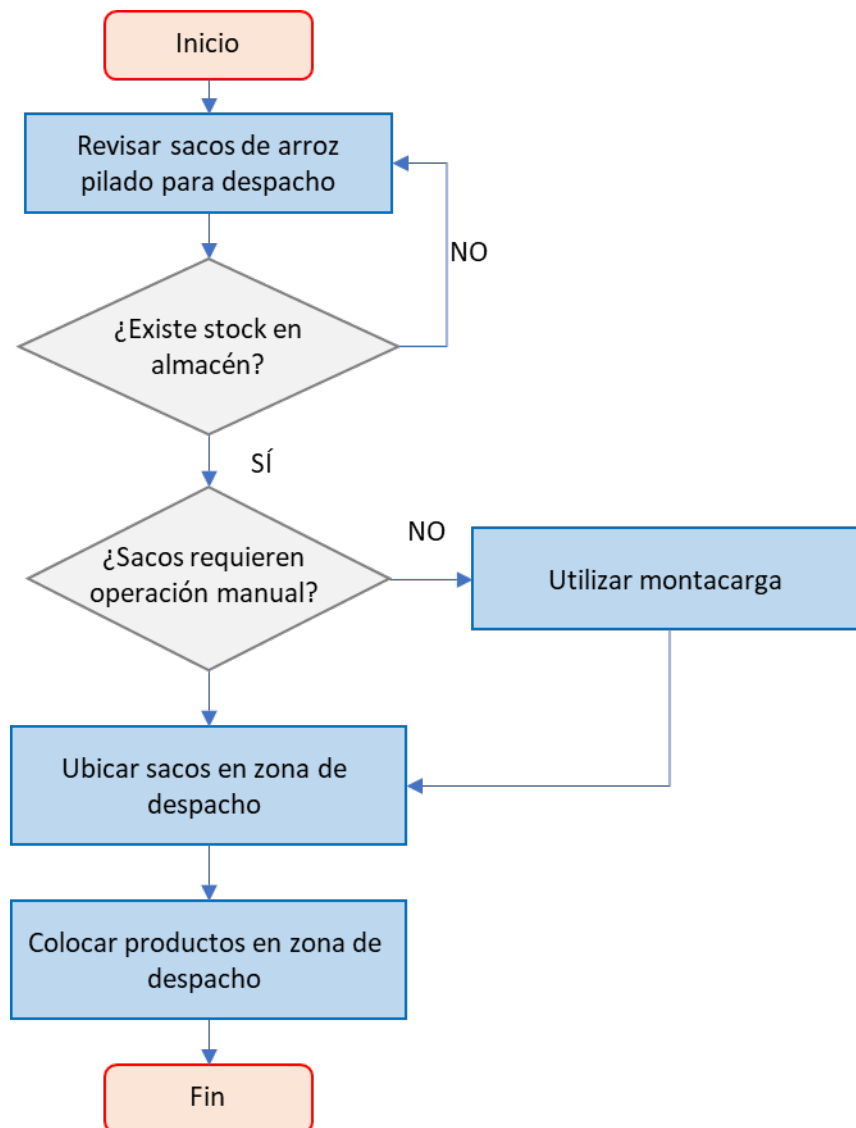 Inicio
Revisar sacos de arroz
pilado para despacho
NO
¿Existe stock en
almacén?
SÍ
NO
¿Sacos requieren
operación manual?
Utilizar montacarga
Ubicar sacos en zona de
despacho
Colocar productos en zona de
despacho
Fin